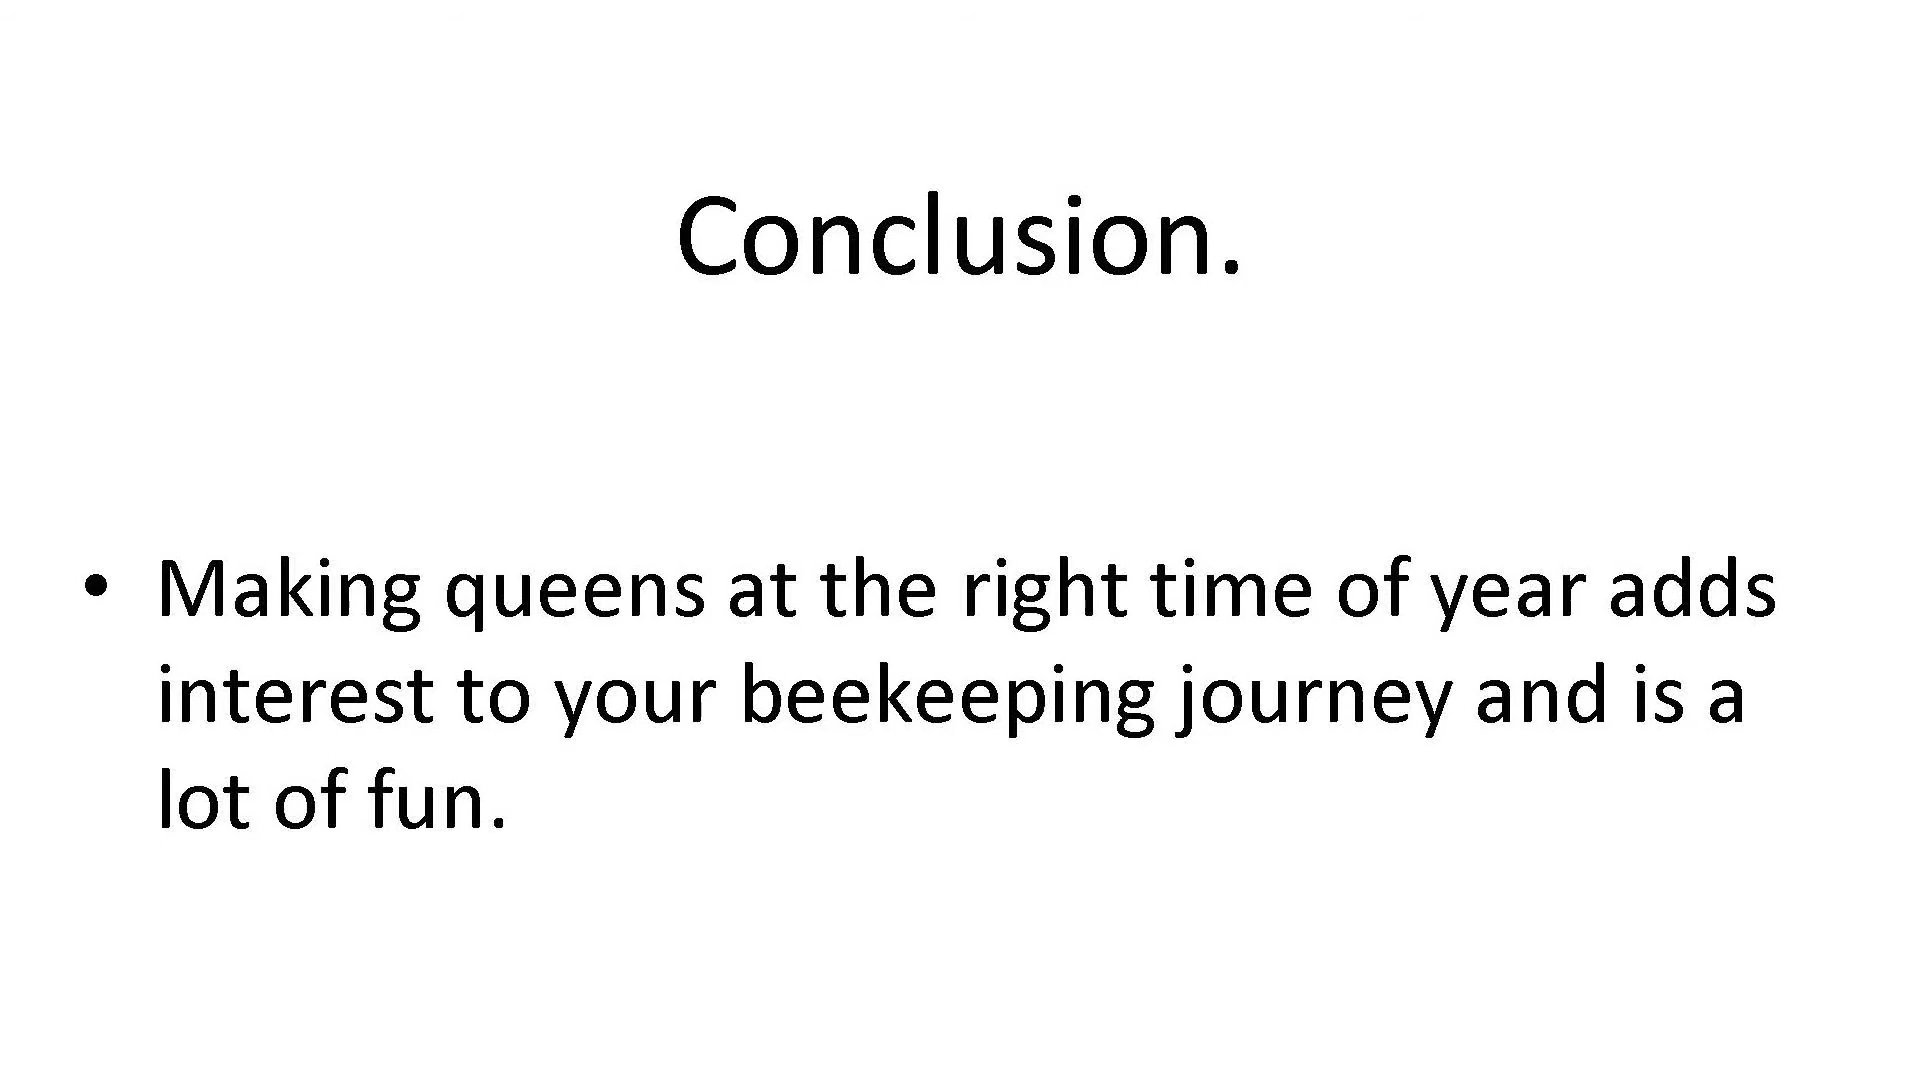 Conclusion.
• Making queens at the right time of year adds
interest to your beekeeping journey and is a
lot of fun.